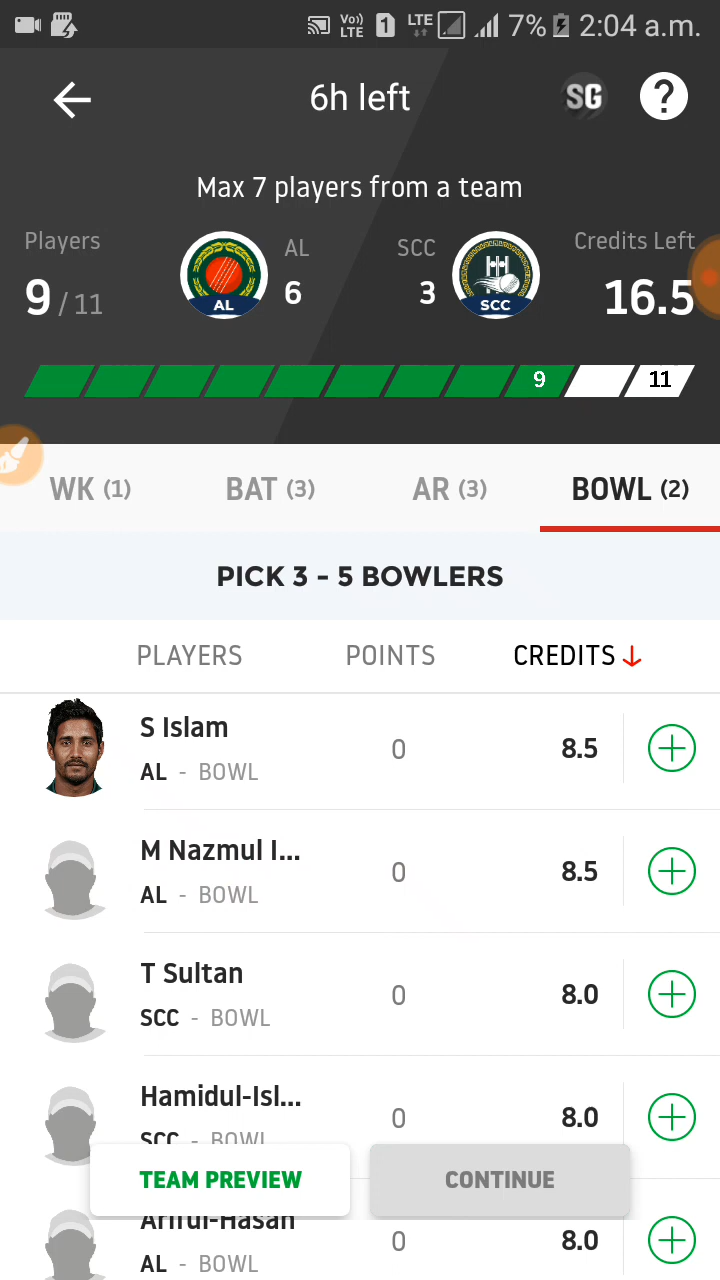 Vo)) LTE 1 LTE 7% 2:04 a.m.
6h left SG ?
Max 7 players from a team
Players AL SCC Credits Left
9 / 11 AL 6 3 SCC 16.5
9 11
WK (1) BAT (3) AR (3) BOWL (2)
PICK 3 - 5 BOWLERS
PLAYERS POINTS CREDITS
S Islam
AL - BOWL 0 8.5
M Nazmul I...
AL - BOWL 0 8.5
T Sultan
SCC - BOWL 0 8.0
Hamidul-Isl...
SCC - BOWL 0 8.0
TEAM PREVIEW CONTINUE
Ariful-Hasan
AL - BOWL 0 8.0